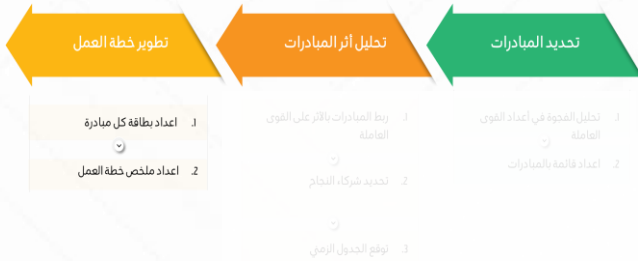 تحديد المبادرات
تحليل أثر المبادرات
تطوير خطة العمل
1. تحليل الفجوة في أعداد القوى
العاملة
2. اعداد قائمة بالمبادرات
1. ربط المبادرات بالأثر على القوى
العاملة
2. تحديد شركاء النجاح
3. توقع الجدول الزمني
1. اعداد بطاقة كل مبادرة
2. اعداد ملخص خطة العمل